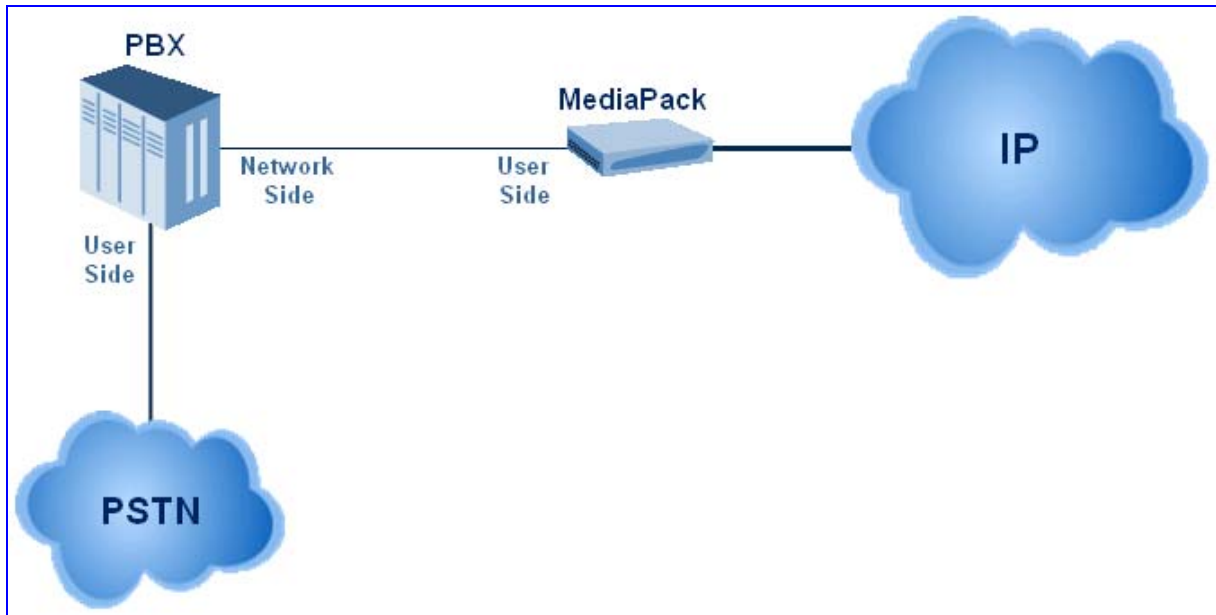 PBX
MediaPack
IP
Network
Side
User
Side
User
Side
PSTN